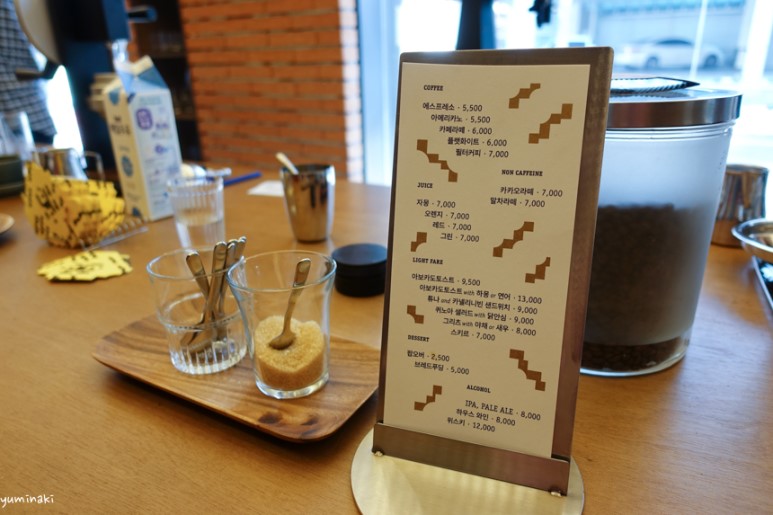 COFFEE
에스프레소 · 5,500
아메리카노 · 5,500
카페라떼 · 6,000
플랫화이트 · 6,000
필터커피 · 7,000
NON CAFFEINE
카카오라떼 · 7,000
말차라떼 · 7,000
JUICE
자몽 · 7,000
오렌지 · 7,000
레드 · 7,000
그린 · 7,000
LIGHT FARE
아보카도토스트 · 9,500
아보카도토스트 with 하몽 or 연어 · 13,000
튜나 and 카넬리니빈 샌드위치 · 9,000
퀴노아 샐러드 with 닭안심 · 9,000
그리츠 with 야채 or 새우 · 8,000
스키르 · 7,000
DESSERT
팝오버 · 2,500
브레드푸딩 · 5,000
ALCOHOL
IPA, PALE ALE · 8,000
하우스 와인 · 8,000
위스키 · 12,000
yuminaki